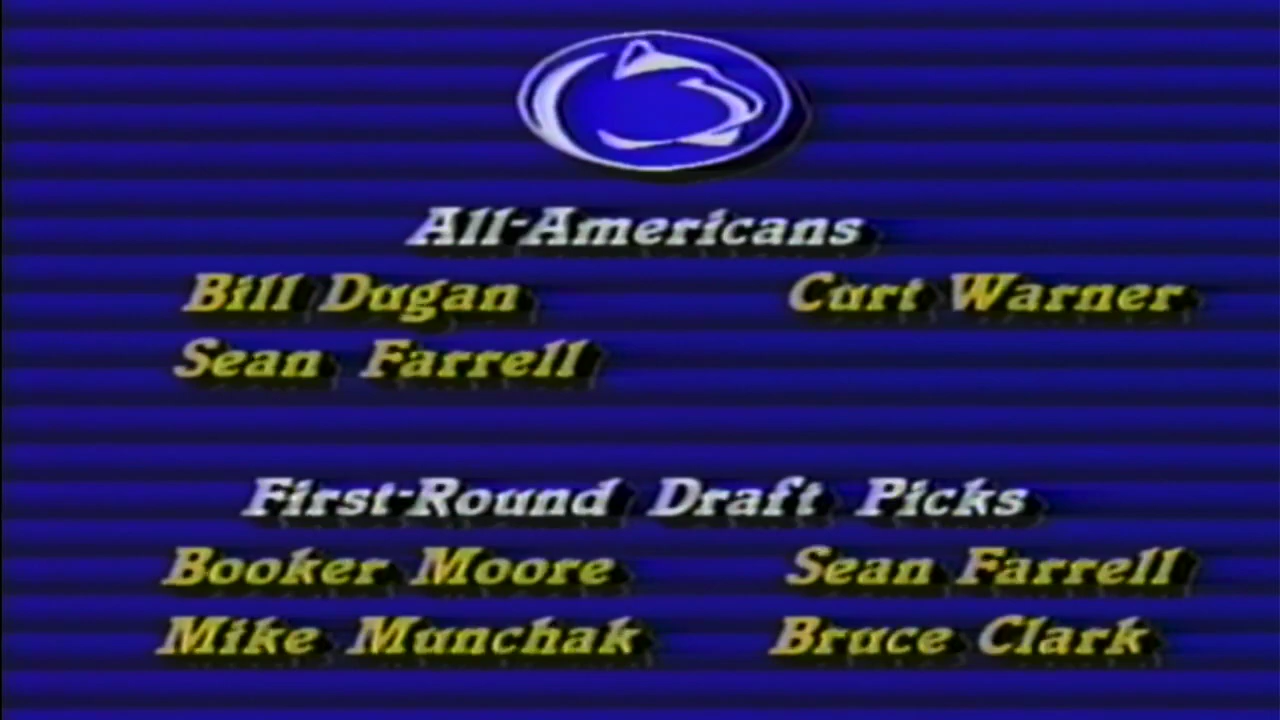 All-Americans
Bill Dugan Curt Warner
Sean Farrell
First-Round Draft Picks
Booker Moore Sean Farrell
Mike Munchak Bruce Clark